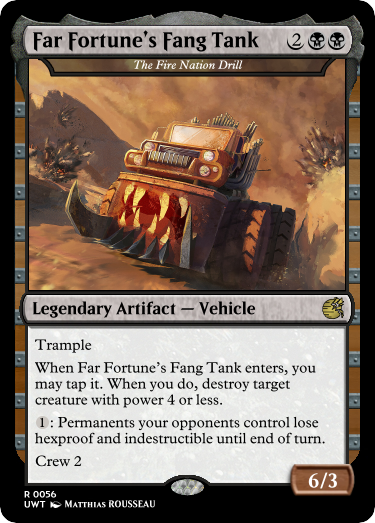 Far Fortune's Fang Tank 2
The Fire Nation Drill
Legendary Artifact — Vehicle
Trample
When Far Fortune's Fang Tank enters, you
may tap it. When you do, destroy target
creature with power 4 or less.
1: Permanents your opponents control lose
hexproof and indestructible until end of turn.
Crew 2
6/3
R 0056
UWT Matthias ROUSSEAU